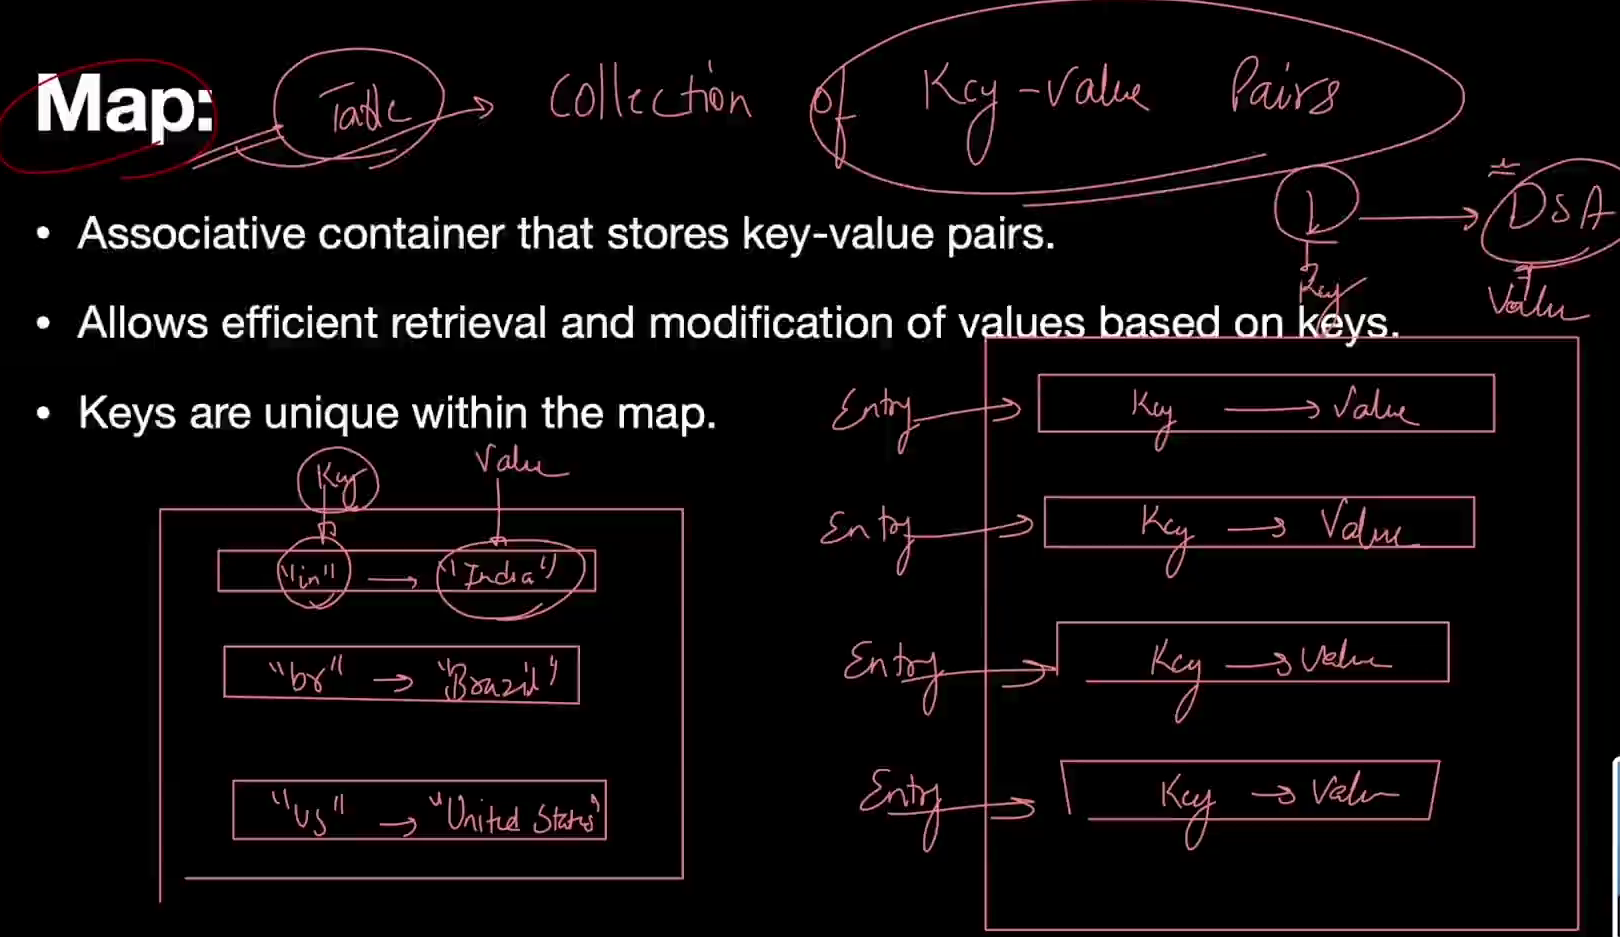 Map: Table → Collection of Key-Value Pairs
D → DSA
Key Value
• Associative container that stores key-value pairs.
• Allows efficient retrieval and modification of values based on keys.
• Keys are unique within the map.
Key Value
"in" → "India"
"br" → "Brazil"
"us" → "United States"
Entry → Key → Value
Entry → Key → Value
Entry → Key → Value
Entry → Key → Value